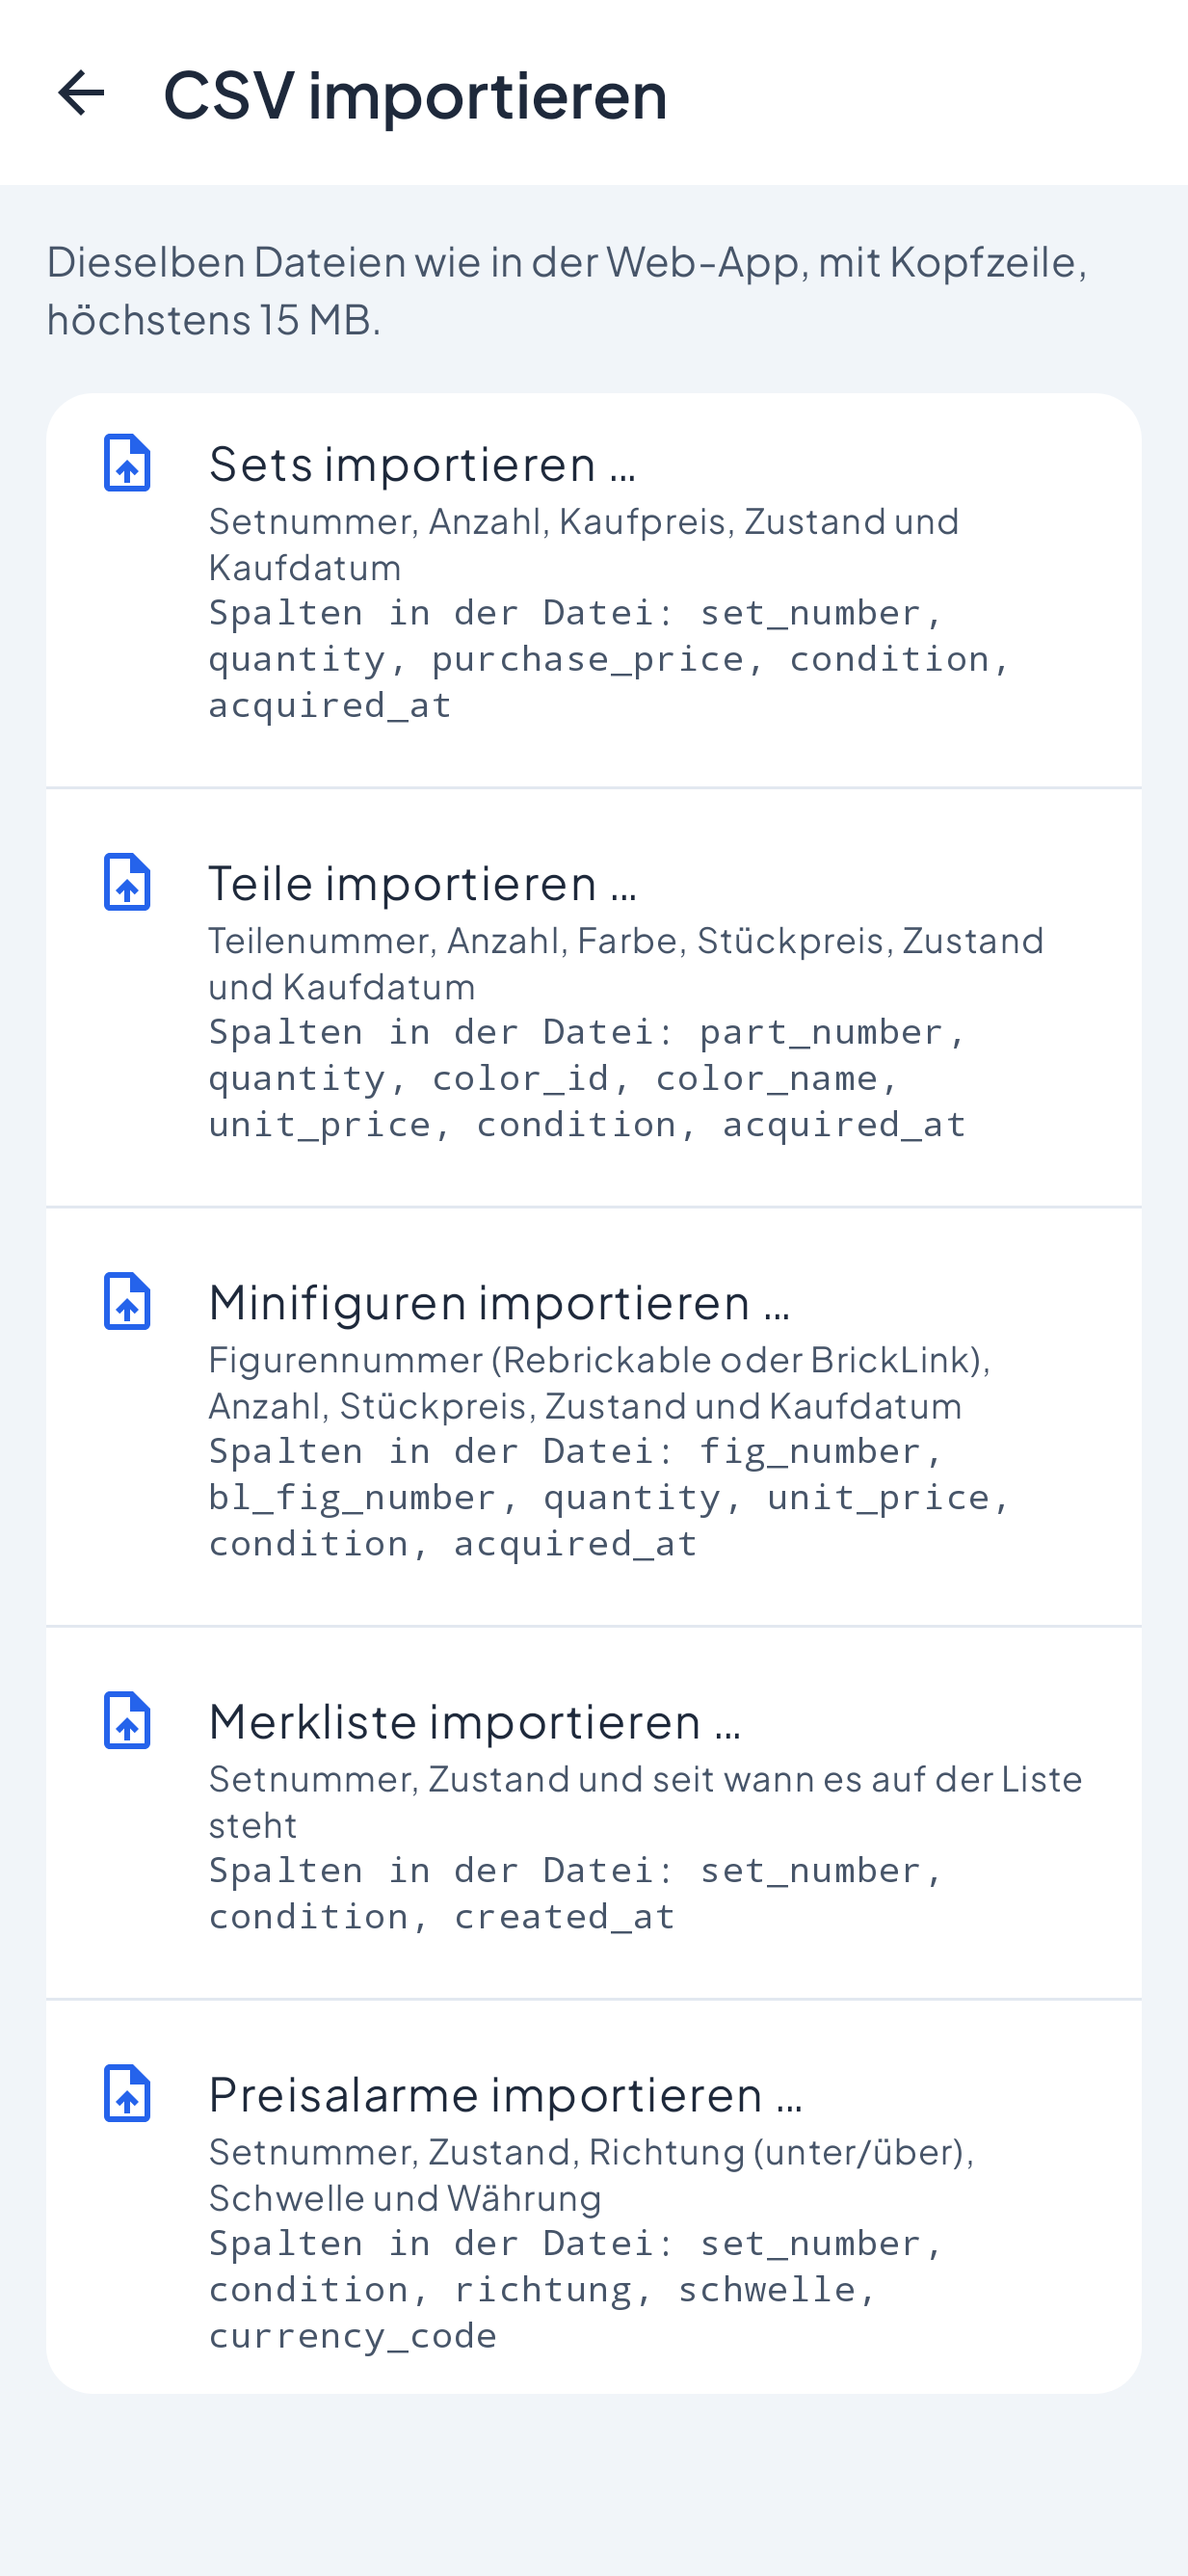 CSV importieren
Dieselben Dateien wie in der Web-App, mit Kopfzeile,
höchstens 15 MB.
Sets importieren ...
Setnummer, Anzahl, Kaufpreis, Zustand und
Kaufdatum
Spalten in der Datei: set_number,
quantity, purchase_price, condition,
acquired_at
Teile importieren ...
Teilenummer, Anzahl, Farbe, Stückpreis, Zustand
und Kaufdatum
Spalten in der Datei: part_number,
quantity, color_id, color_name,
unit_price, condition, acquired_at
Minifiguren importieren ...
Figurennummer (Rebrickable oder BrickLink),
Anzahl, Stückpreis, Zustand und Kaufdatum
Spalten in der Datei: fig_number,
bl_fig_number, quantity, unit_price,
condition, acquired_at
Merkliste importieren ...
Setnummer, Zustand und seit wann es auf der Liste
steht
Spalten in der Datei: set_number,
condition, created_at
Preisalarme importieren ...
Setnummer, Zustand, Richtung (unter/über),
Schwelle und Währung
Spalten in der Datei: set_number,
condition, richtung, schwelle,
currency_code